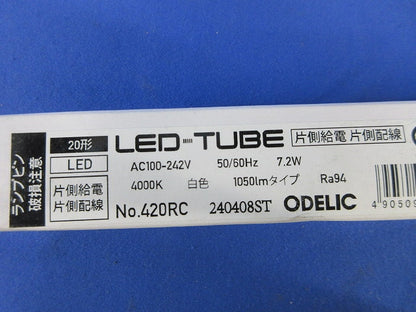 ランプピン
破損注意
20形
LED
片側給電
片側配線
LED-TUBE
片側給電 片側配線
AC100-242V 50/60Hz 7.2W
4000K 白色 1050lmタイプ Ra94
No.420RC 240408ST ODELIC
4 90509